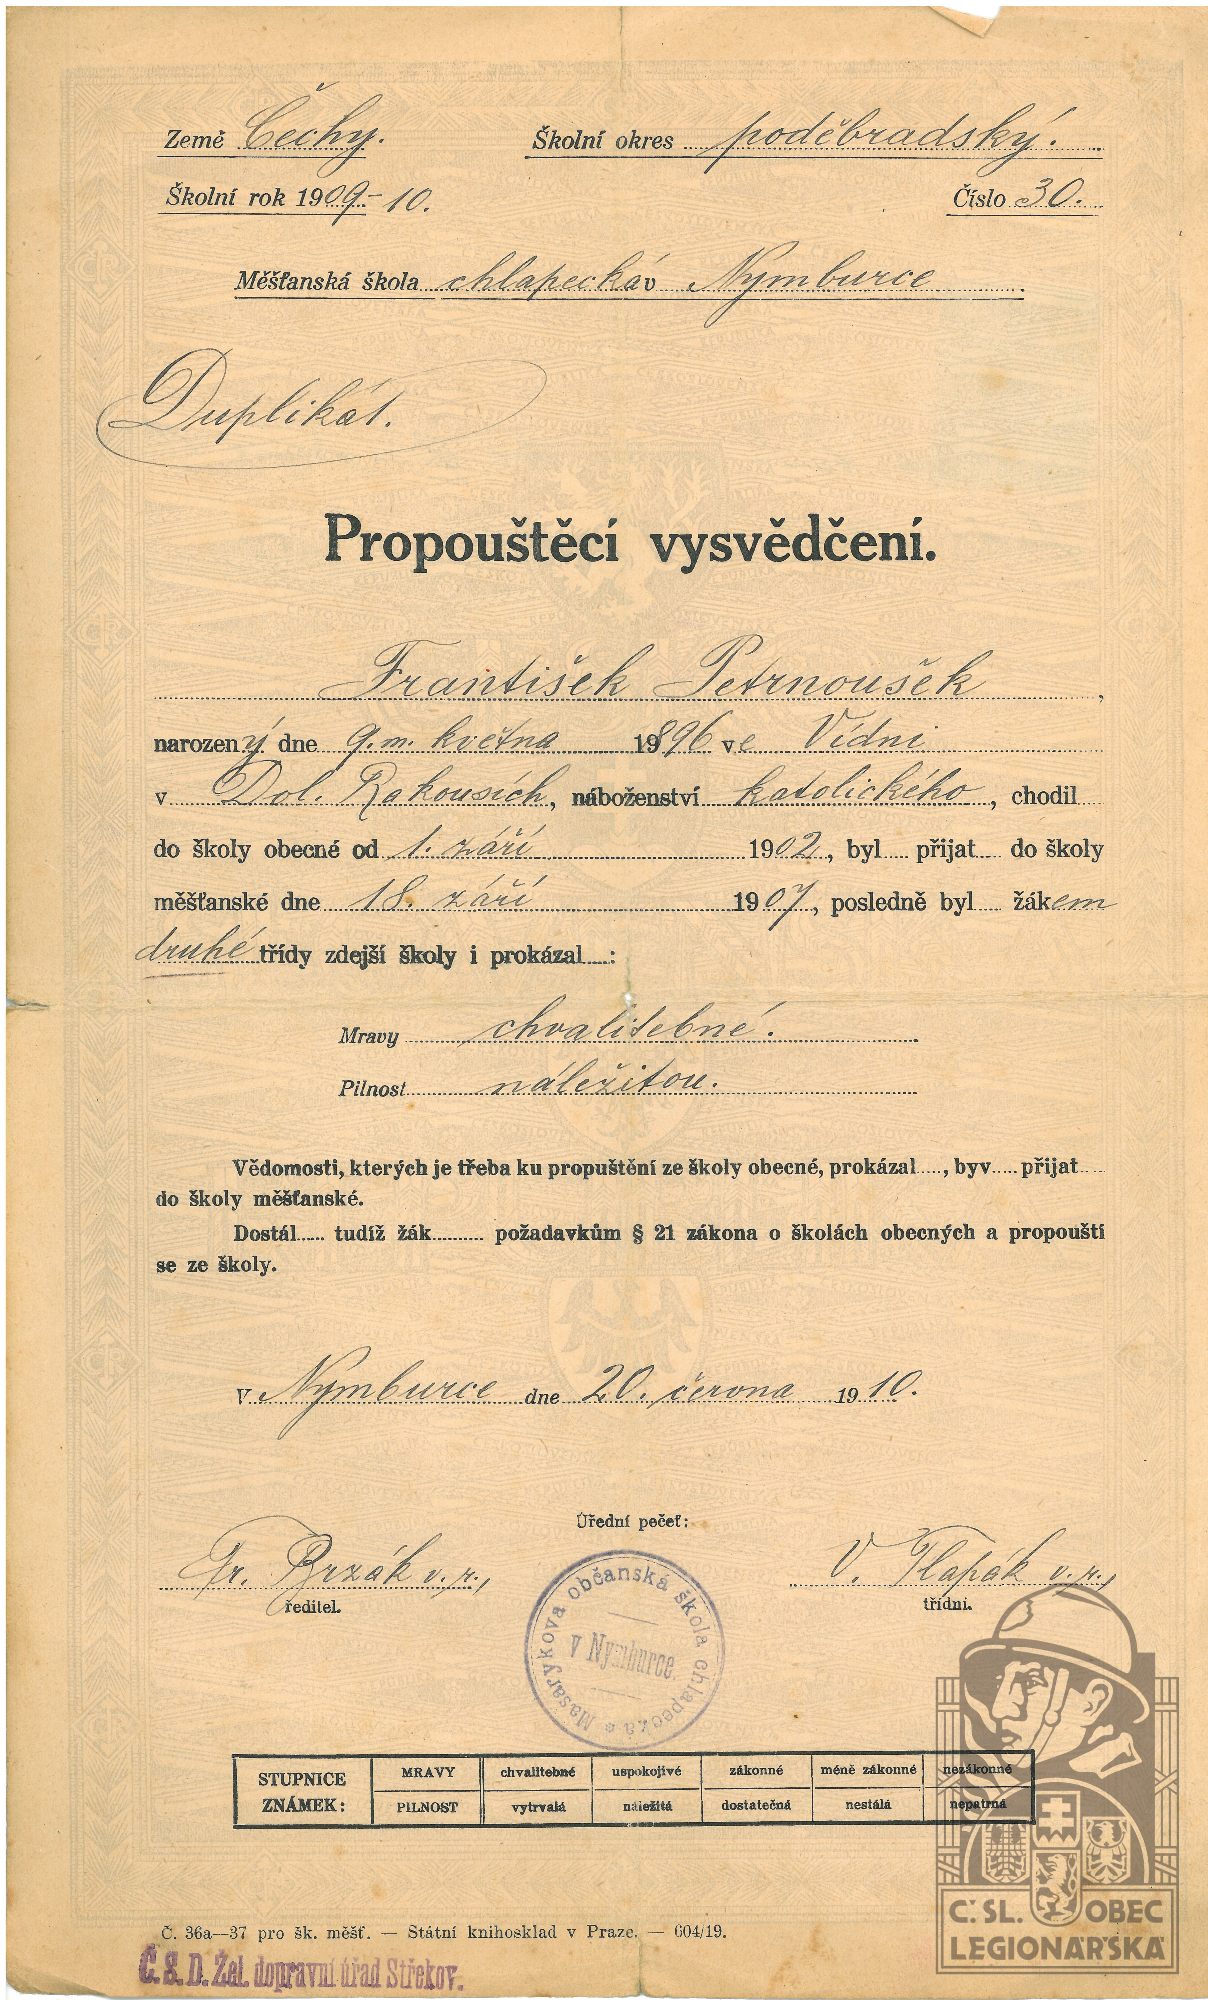 Země Čechy. Školní okres poděbradský.
Školní rok 1909-10. Číslo 30.
Měšťanská škola chlapecká v Nymburce
Duplikát.
Propouštěcí vysvědčení.
František Petrnoušek,
narozený dne 9.m. května 1896 ve Vídni
v Dol. Rakousích, náboženství katolického, chodil
do školy obecné od 1. září 1902, byl přijat do školy
měšťanské dne 18. září 1907, posledně byl žákem
druhé třídy zdejší školy i prokázal :
Mravy chvalitebné.
Pilnost náležitou.
Vědomosti, kterých je třeba ku propuštění ze školy obecné, prokázal, byv přijat
do školy měšťanské.
Dostál tudíž žák požadavkům § 21 zákona o školách obecných a propouští
se ze školy.
V Nymburce dne 20. června 1910.
Úřední pečeť:
Fr. Brzák v. r., V. Tlapák v. r.,
ředitel. třídní.
Masarykova občanská škola chlapecká *
v Nymburce.
STUPNICE ZNÁMEK: MRAVY chvalitebné uspokojivé zákonné méně zákonné nezákonné
PILNOST vytrvalá náležitá dostatečná nestálá nepatrná
Č. 36a—37 pro šk. měšť. — Státní knihosklad v Praze. — 604/19.
Č. S. D. Žel. dopravní úřad Střekov.
Č. SL. OBEC
LEGIONÁŘSKÁ